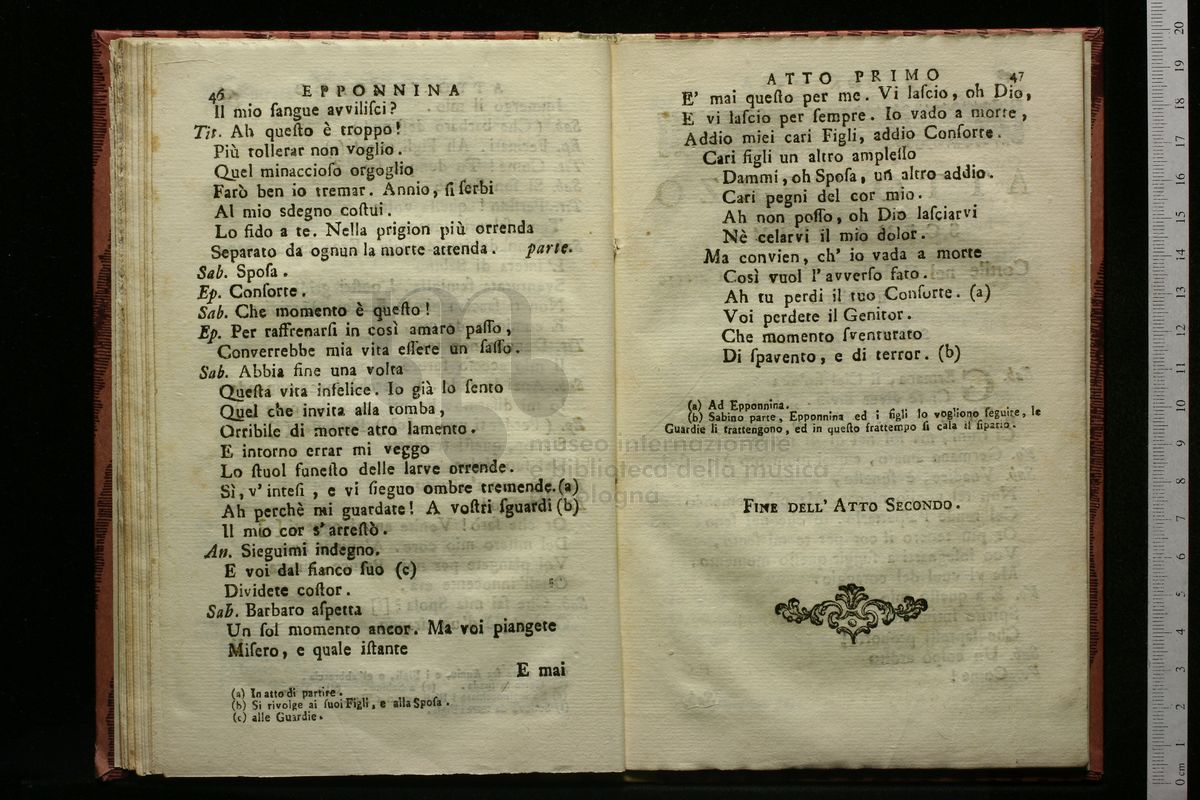 46 EPPONNINA
Il mio ſangue avviliſci?
Tit. Ah queſto è troppo!
Più tollerar non voglio.
Quel minaccioſo orgoglio
Farò ben io tremar. Annio, ſi ſerbi
Al mio sdegno coſtui.
Lo fido a te. Nella prigion più orrenda
Separato da ognun la morte attenda. parte.
Sab. Spoſa.
Ep. Conſorte.
Sab. Che momento è queſto!
Ep. Per raffrenarſi in così amaro paſſo,
Converrebbe mia vita eſſere un ſaſſo.
Sab. Abbia fine una volta
Queſta vita infelice. Io già lo ſento
Quel che invita alla tomba,
Orribile di morte atro lamento.
E intorno errar mi veggo
Lo ſtuol funeſto delle larve orrende.
Sì, v'inteſi, e vi ſieguo ombre tremende. (a)
Ah perchè mi guardate! A voſtri ſguardi (b)
Il mio cor s'arreſtò.
An. Sieguimi indegno.
E voi dal fianco ſuo (c)
Dividete coſtor.
Sab. Barbaro aſpetta
Un ſol momento ancor. Ma voi piangete
Miſero, e quale iſtante
E mai
(a) In atto di partire.
(b) Si rivolge ai ſuoi Figli, e alla Spoſa.
(c) alle Guardie.
ATTO PRIMO 47
E' mai queſto per me. Vi laſcio, oh Dio,
E vi laſcio per ſempre. Io vado a morte,
Addio miei cari Figli, addio Conſorte.
Cari figli un altro ampleſſo
Dammi, oh Spoſa, un altro addio.
Cari pegni del cor mio.
Ah non poſſo, oh Dio laſciarvi
Nè celarvi il mio dolor.
Ma convien, ch' io vada a morte
Così vuol l'avverſo fato.
Ah tu perdi il tuo Conſorte. (a)
Voi perdete il Genitor.
Che momento ſventurato
Di ſpavento, e di terror. (b)
(a) Ad Epponnina.
(b) Sabino parte, Epponnina ed i figli lo vogliono ſeguire, le
Guardie li trattengono, ed in queſto frattempo ſi cala il ſipario.
FINE DELL' ATTO SECONDO.
museo internazionale
e biblioteca della musica
bologna